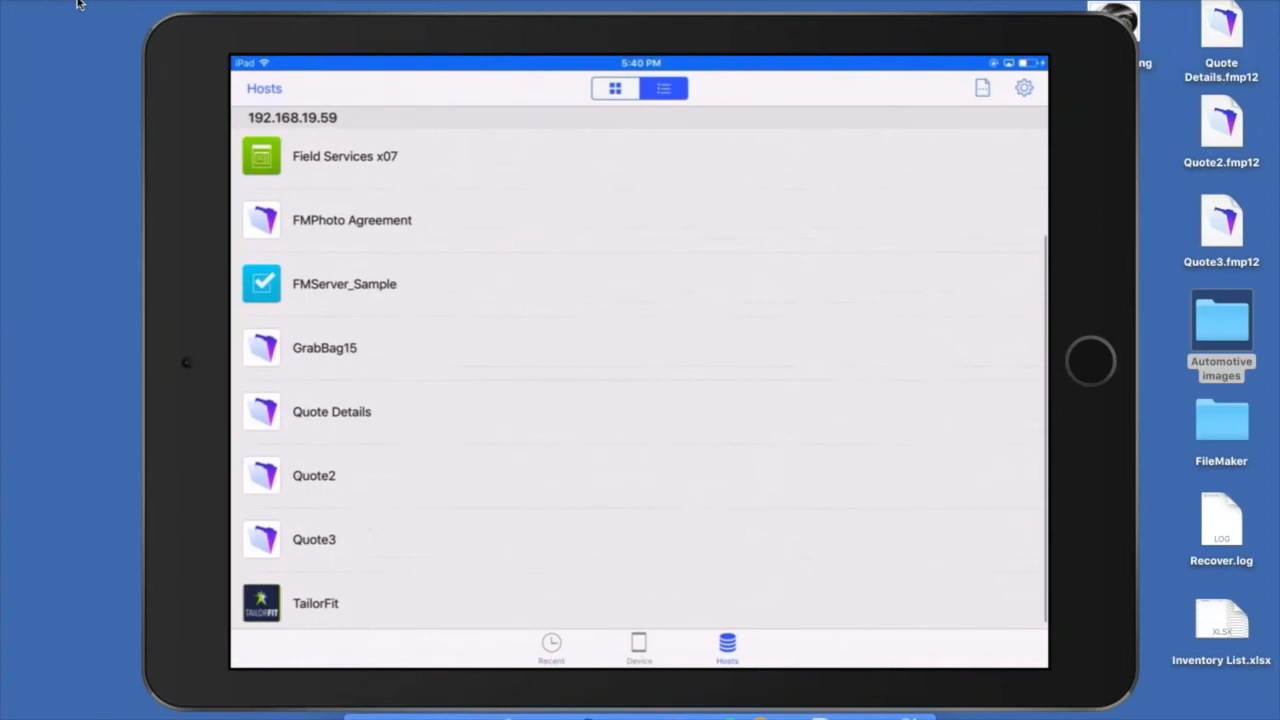 iPad
5:40 PM
Hosts
192.168.19.59
Field Services x07
FMPhoto Agreement
FMServer_Sample
GrabBag15
Quote Details
Quote2
Quote3
TAILORFIT
TailorFit
Recent
Device
Hosts
ng
Quote
Details.fmp12
Quote2.fmp12
Quote3.fmp12
Automotive
images
FileMaker
LOG
Recover.log
XLSX
Inventory List.xlsx